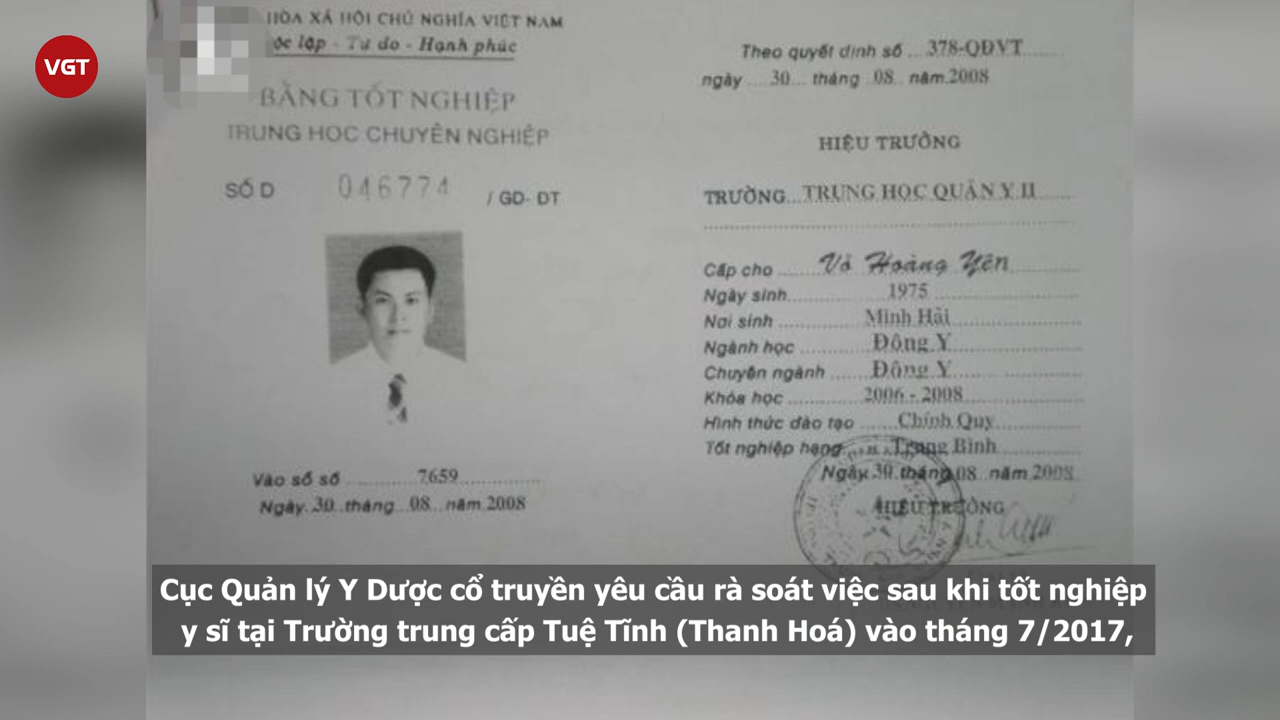 VGT
HÒA XÃ HỘI CHỦ NGHĨA VIỆT NAM
ộc lập - Tự do - Hạnh phúc
BẰNG TỐT NGHIỆP
TRUNG HỌC CHUYÊN NGHIỆP
SỐ D 046774 / GD- ĐT
Vào sổ số 7659
Ngày 30 tháng 08 năm 2008
Theo quyết định số 378-QĐVT
ngày 30 tháng 08 năm 2008
HIỆU TRƯỞNG
TRƯỜNG TRUNG HỌC QUÂN Y II
Cấp cho Võ Hoàng Yên
Ngày sinh 1975
Nơi sinh Minh Hải
Ngành học Đông Y
Chuyên ngành Đông Y
Khóa học 2006 - 2008
Hình thức đào tạo Chính Quy
Tốt nghiệp hạng Trung Bình
Ngày 30 tháng 08 năm 2008
HIỆU TRƯỞNG
Cục Quản lý Y Dược cổ truyền yêu cầu rà soát việc sau khi tốt nghiệp
y sĩ tại Trường trung cấp Tuệ Tĩnh (Thanh Hoá) vào tháng 7/2017,